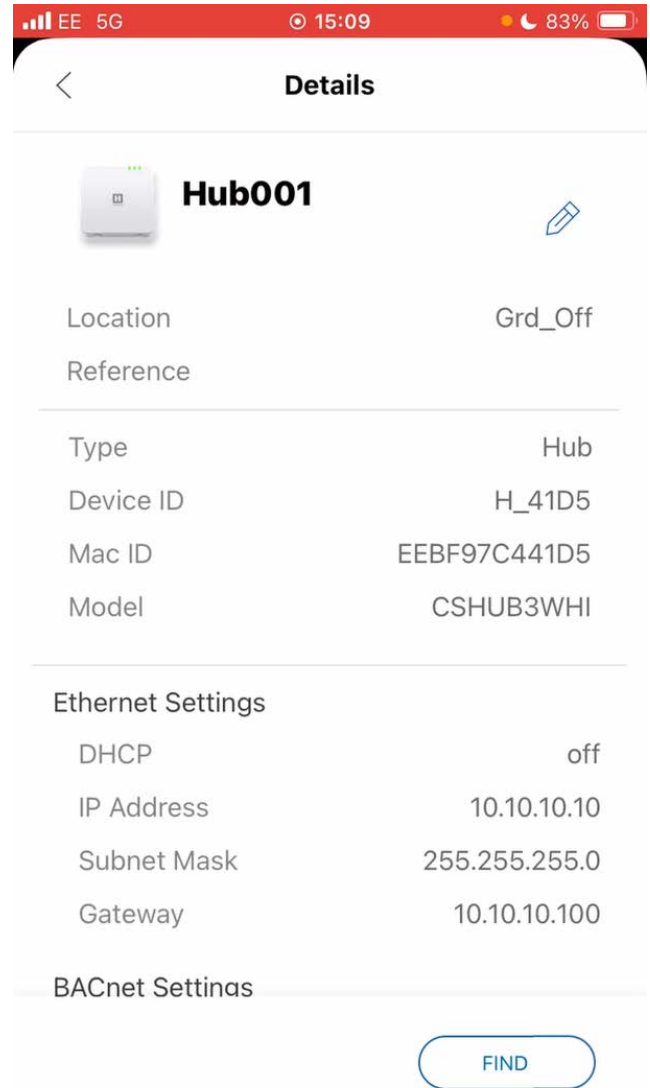 EE 5G 15:09 83%
Details
Hub001
Location Grd_Off
Reference
Type Hub
Device ID H_41D5
Mac ID EEBF97C441D5
Model CSHUB3WHI
Ethernet Settings
DHCP off
IP Address 10.10.10.10
Subnet Mask 255.255.255.0
Gateway 10.10.10.100
BACnet Settings
FIND